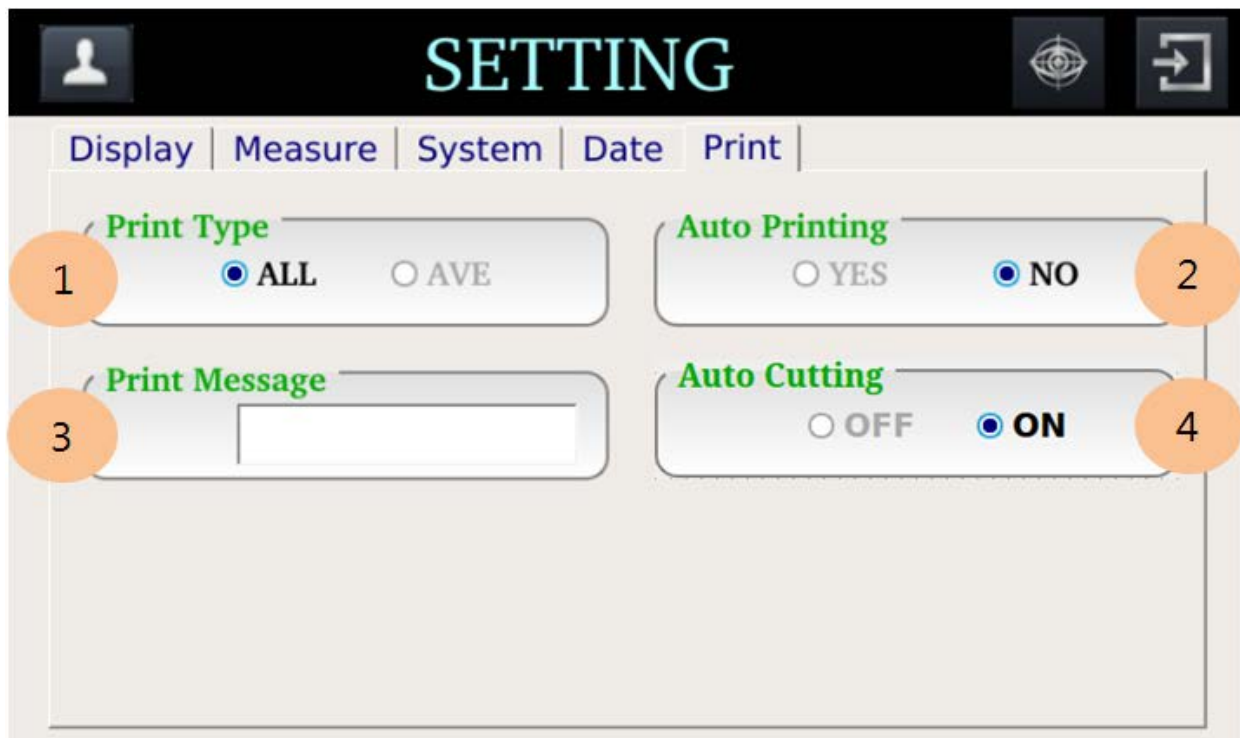 SETTING
Display Measure System Date Print
Print Type
ALL AVE
1
Auto Printing
YES NO
2
Print Message
3
Auto Cutting
OFF ON
4